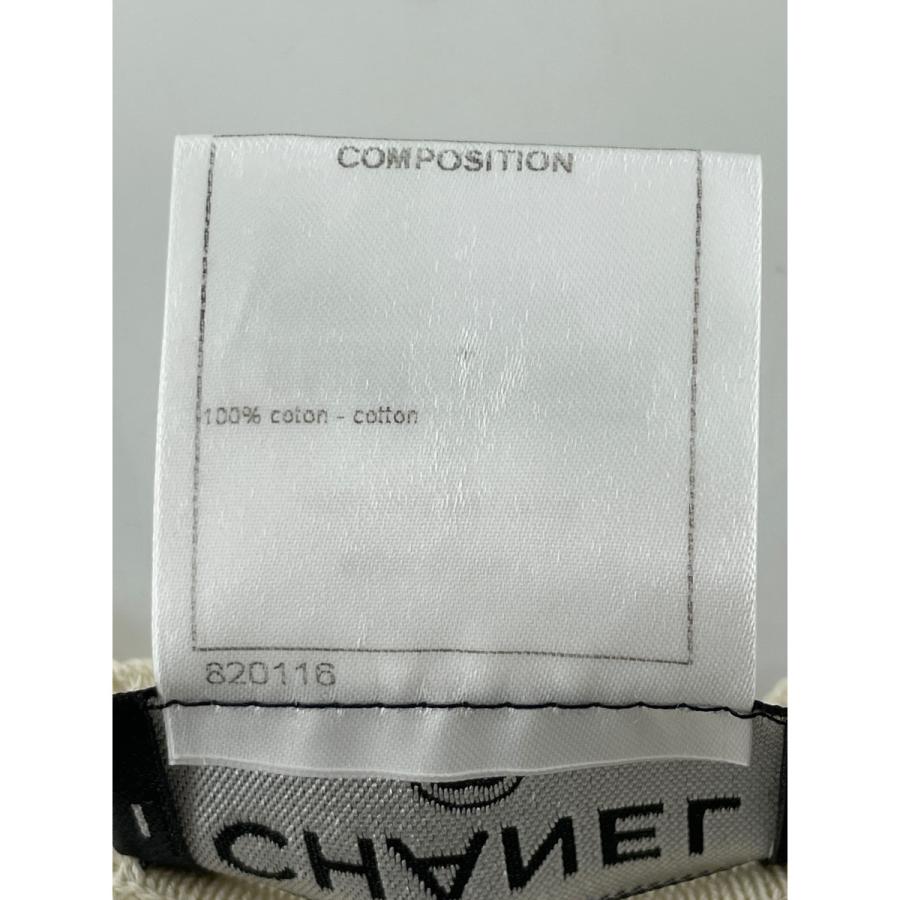 COMPOSITION
100% coton - cotton
820116
CHANEL